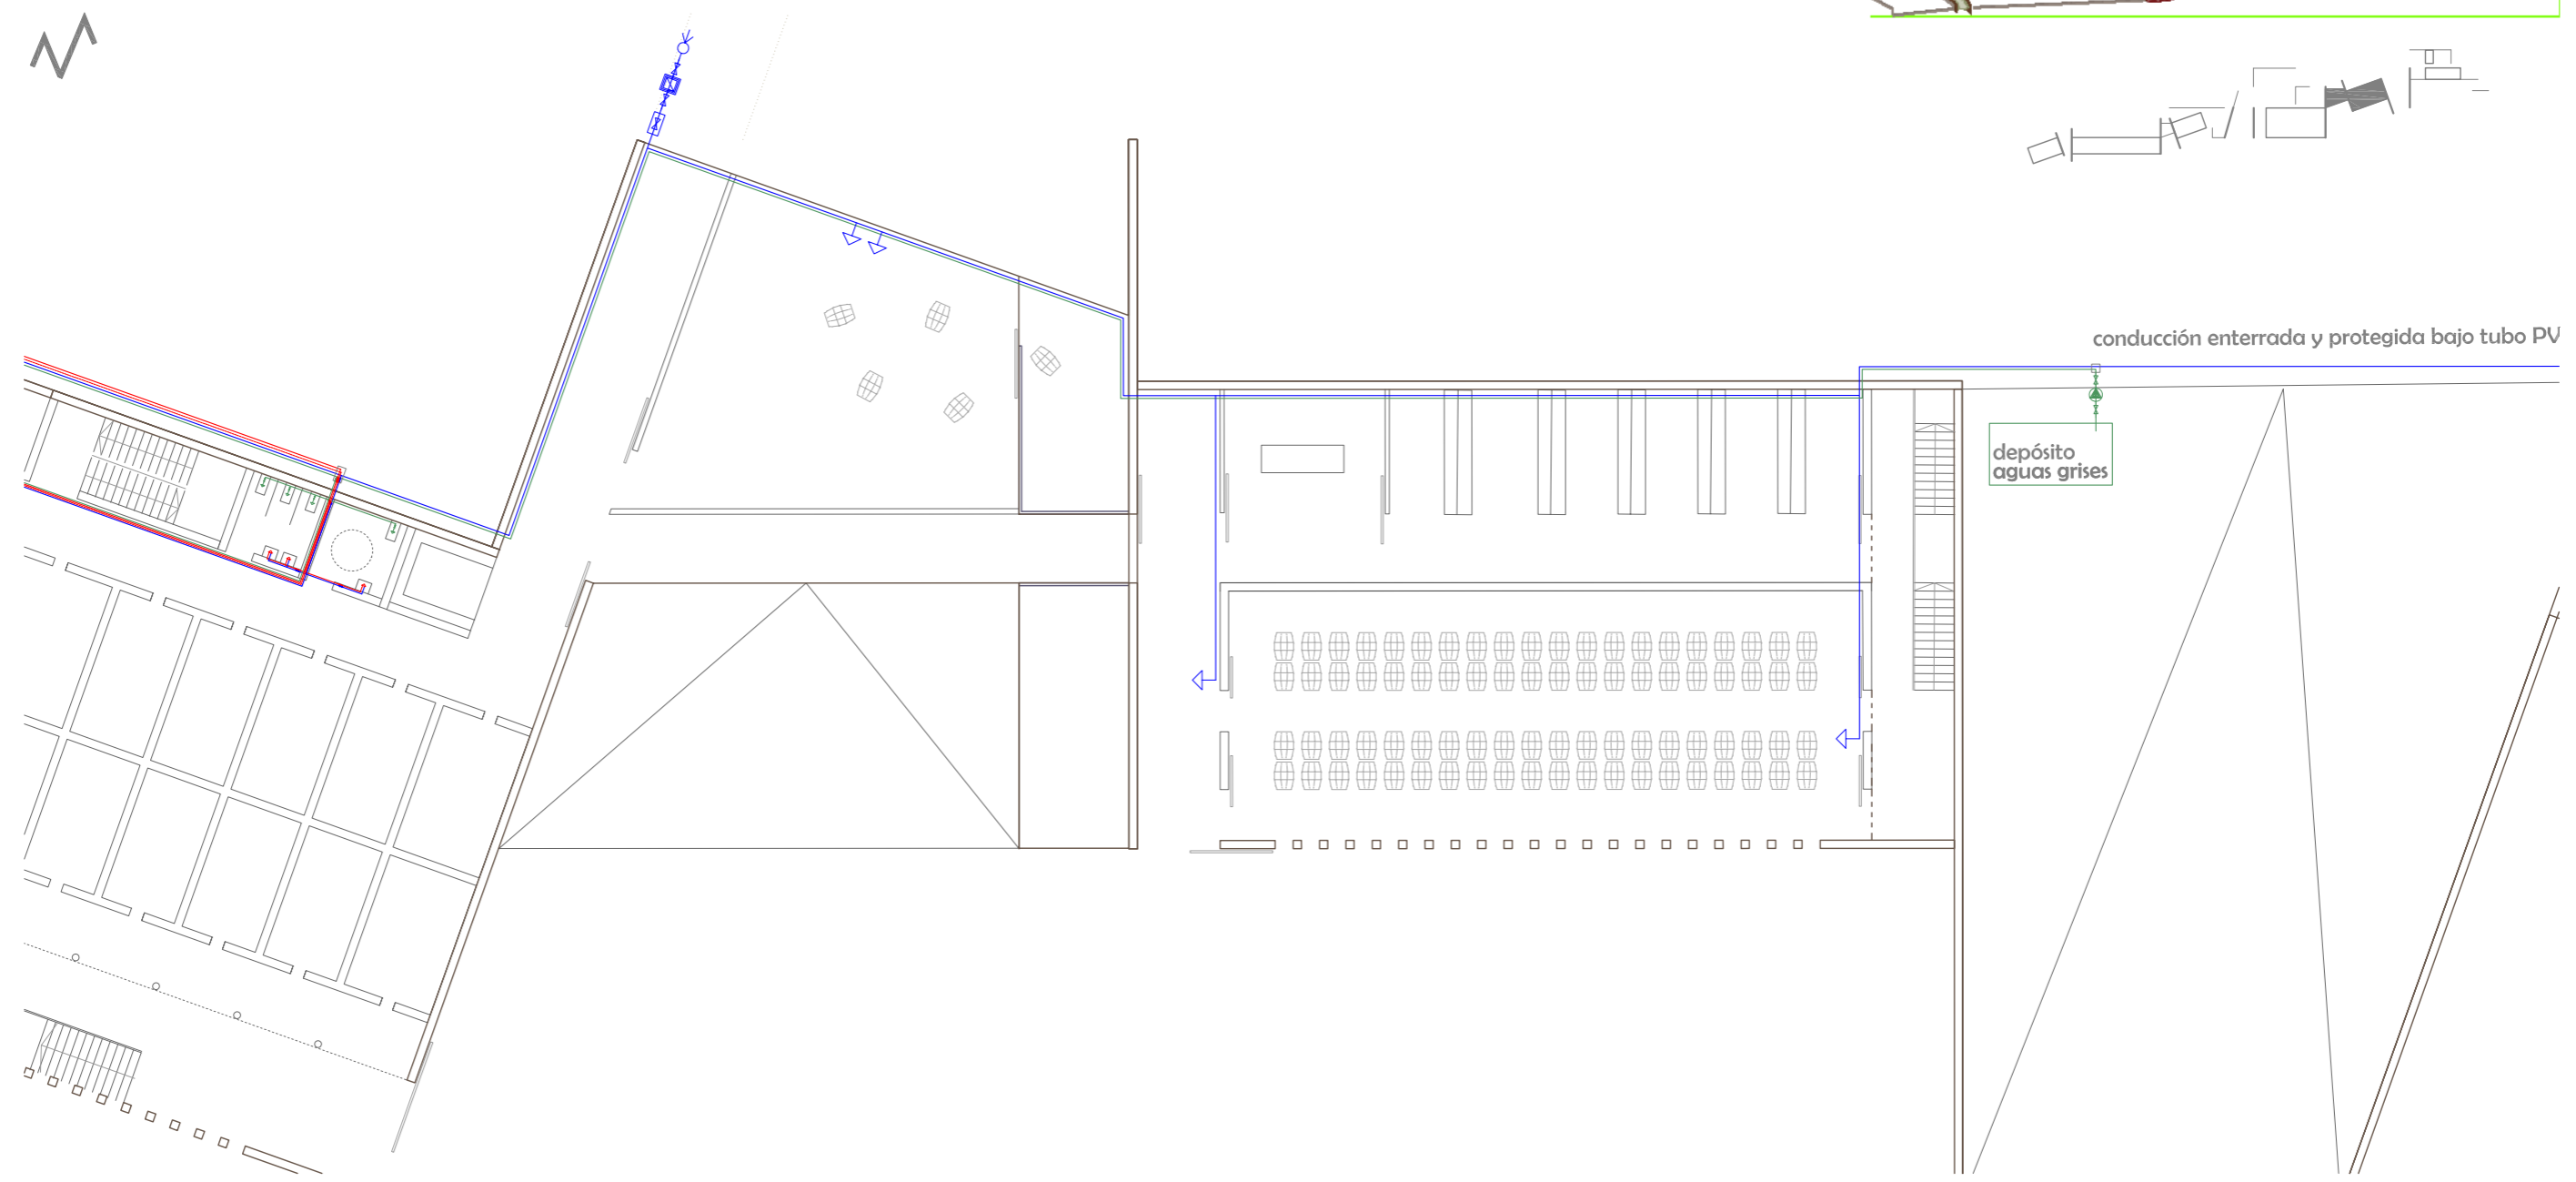 conducción enterrada y protegida bajo tubo PV
depósito
aguas grises